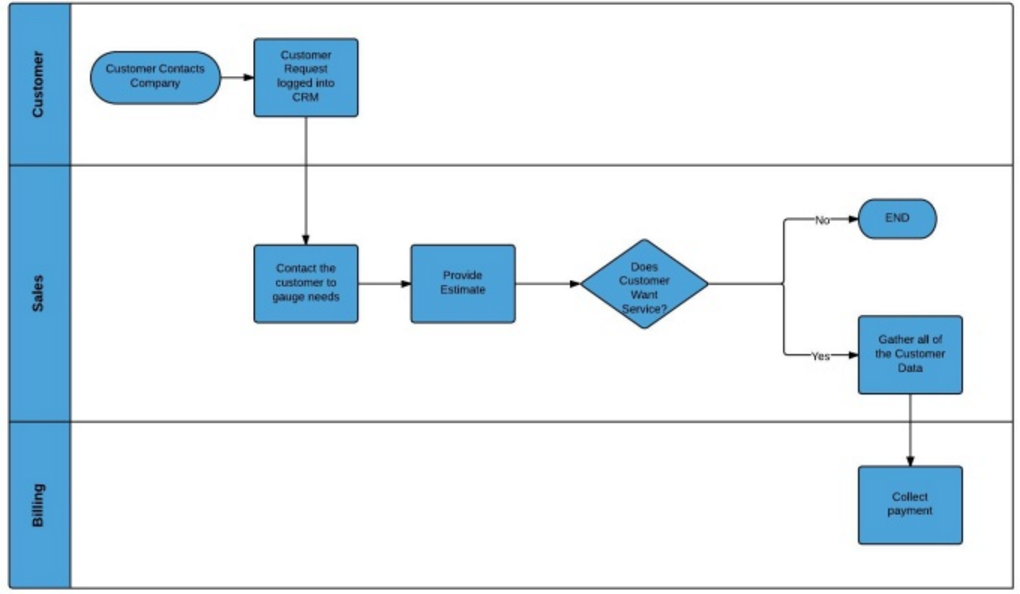 Customer
Customer Contacts
Company
Customer
Request
logged into
CRM
Sales
Contact the
customer to
gauge needs
Provide
Estimate
Does
Customer
Want
Service?
No
END
Yes
Gather all of
the Customer
Data
Billing
Collect
payment